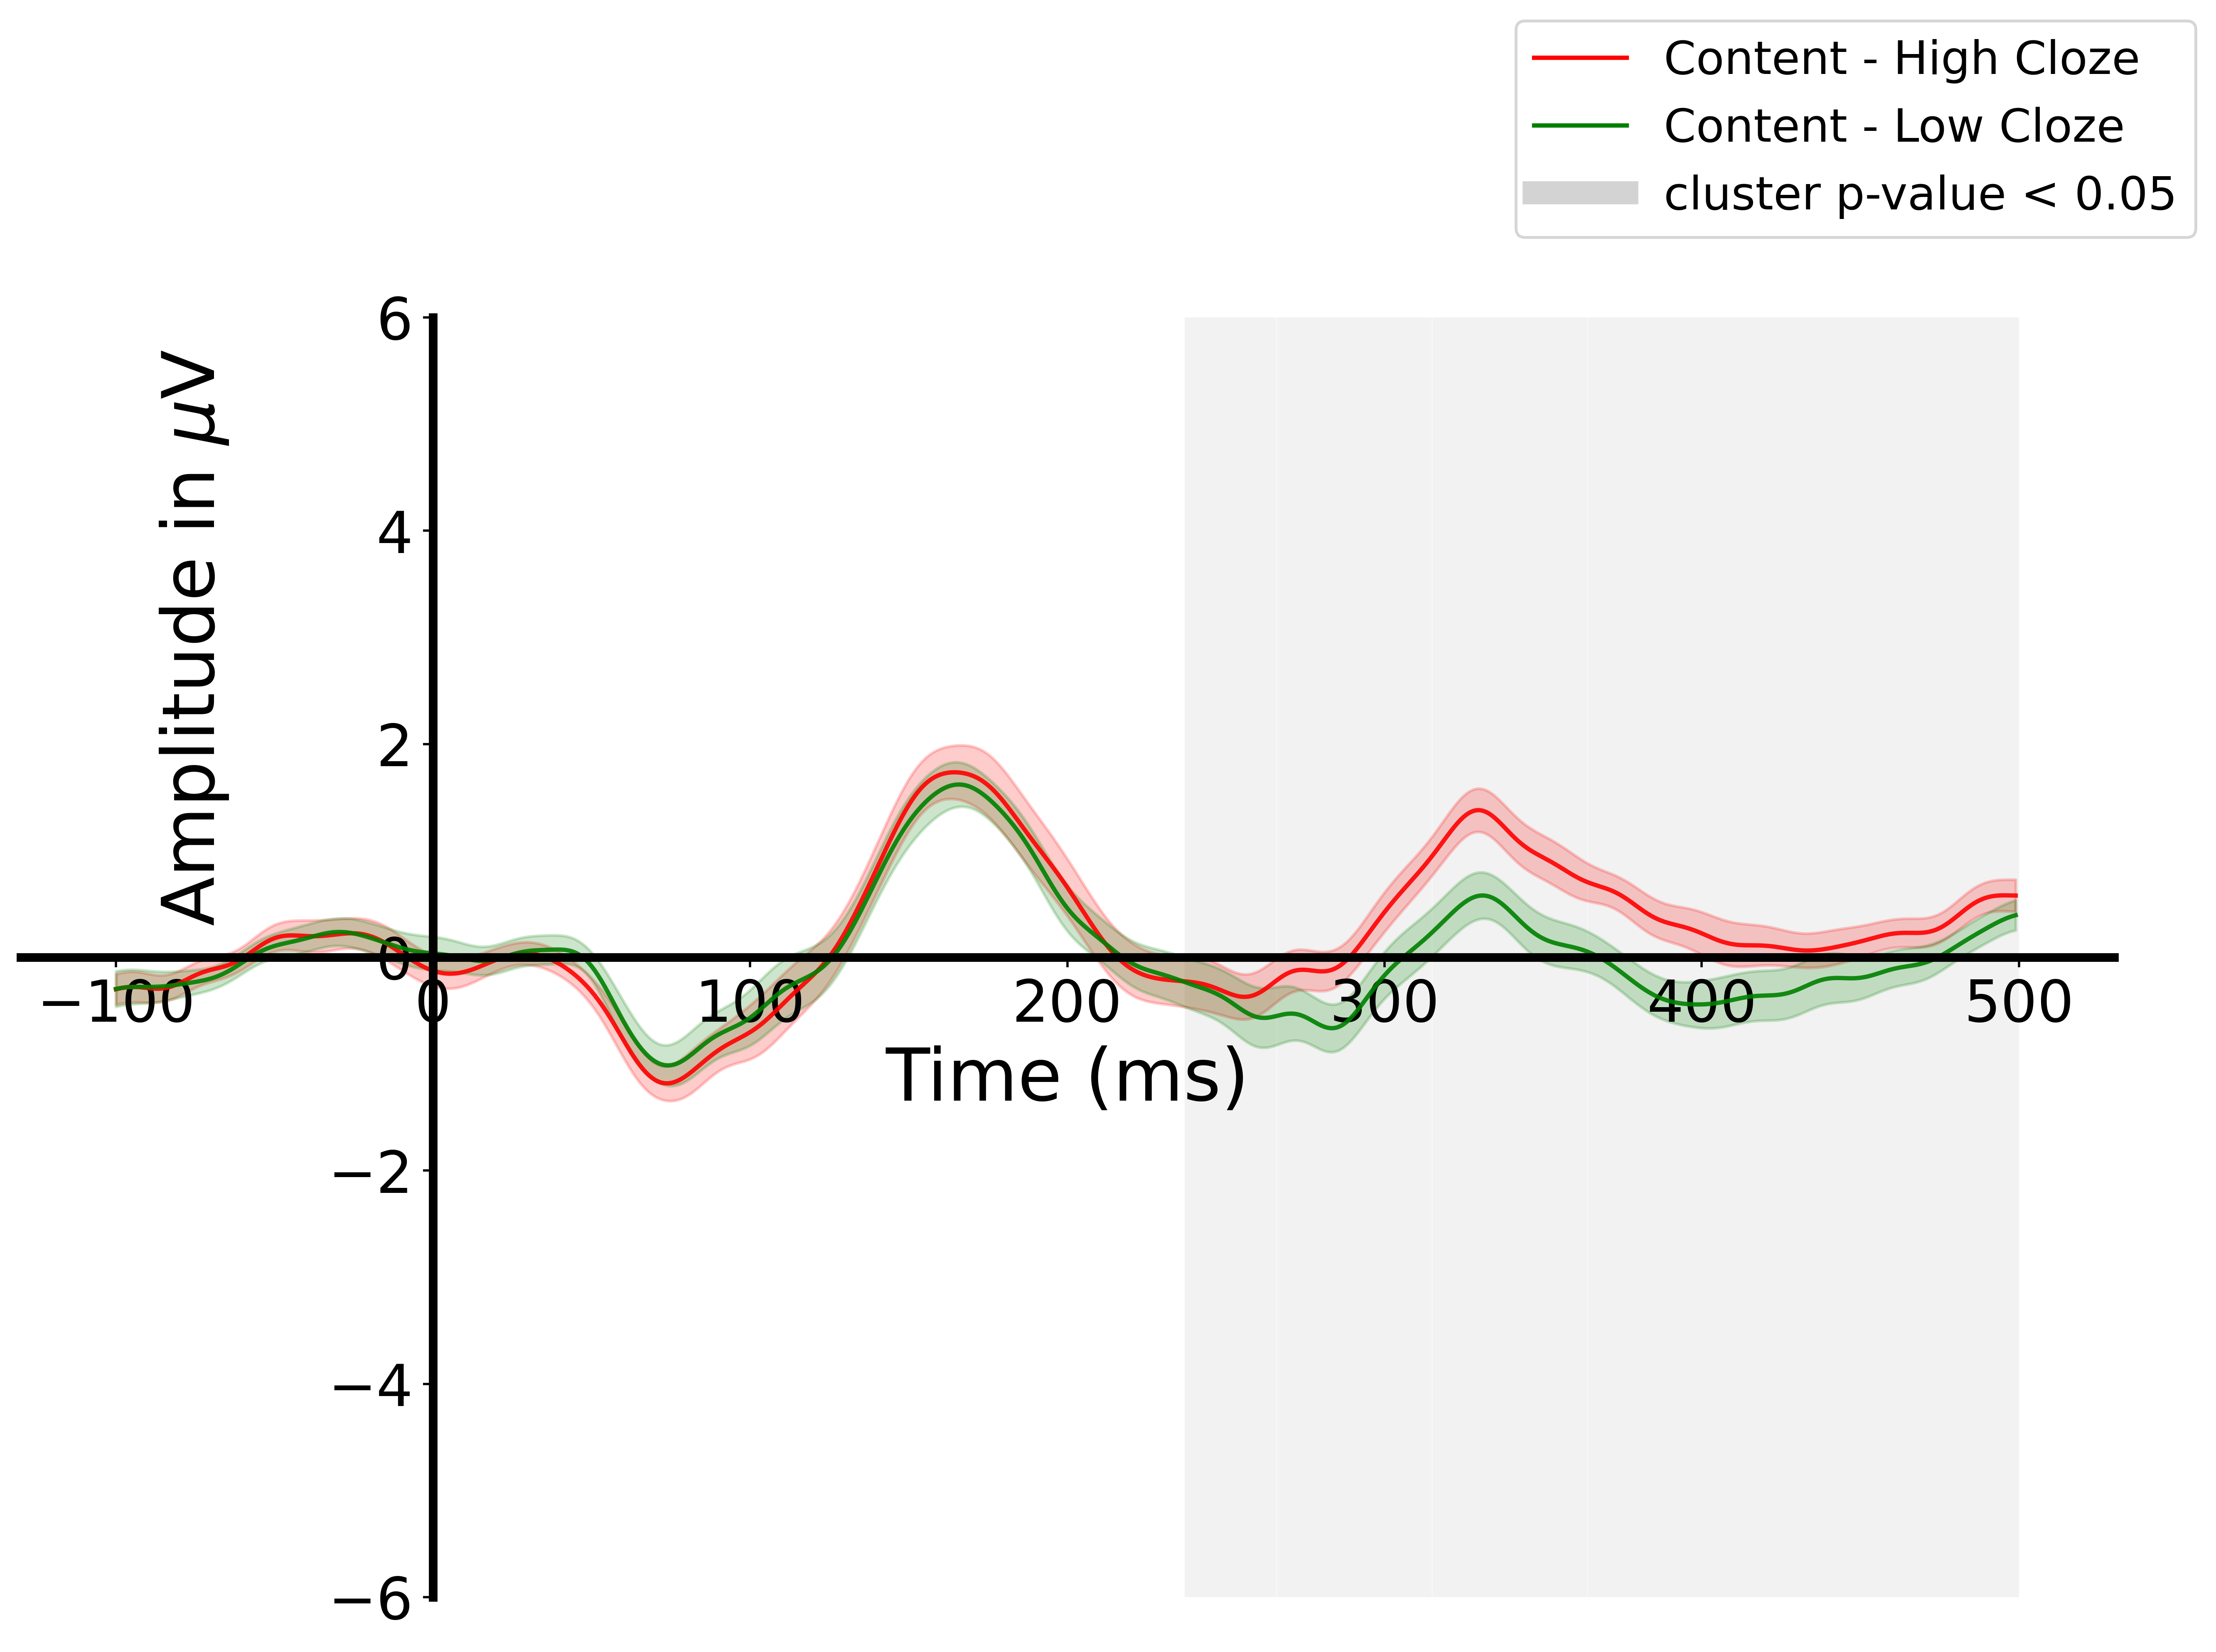 Content - High Cloze
Content - Low Cloze
cluster p-value < 0.05
Amplitude in µV
6
4
2
0
−2
−4
−6
−100 0 100 200 300 400 500
Time (ms)